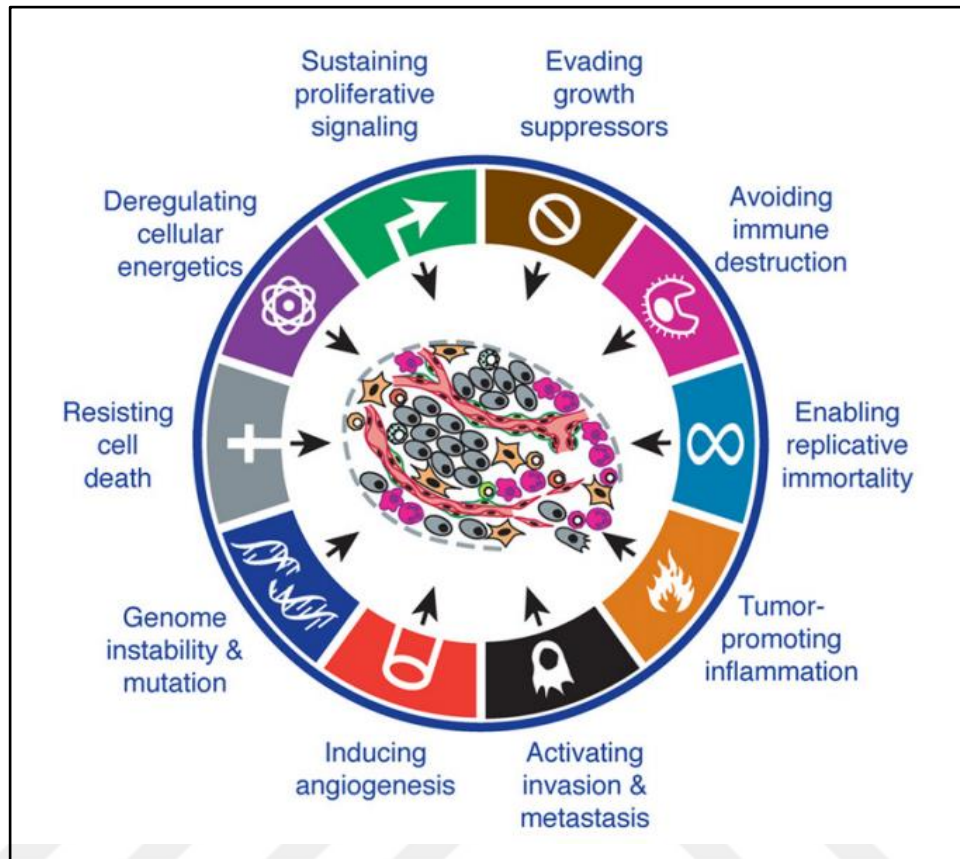 Sustaining
proliferative
signaling
Evading
growth
suppressors
Avoiding
immune
destruction
Enabling
replicative
immortality
Tumor-
promoting
inflammation
Activating
invasion &
metastasis
Inducing
angiogenesis
Genome
instability &
mutation
Resisting
cell
death
Deregulating
cellular
energetics